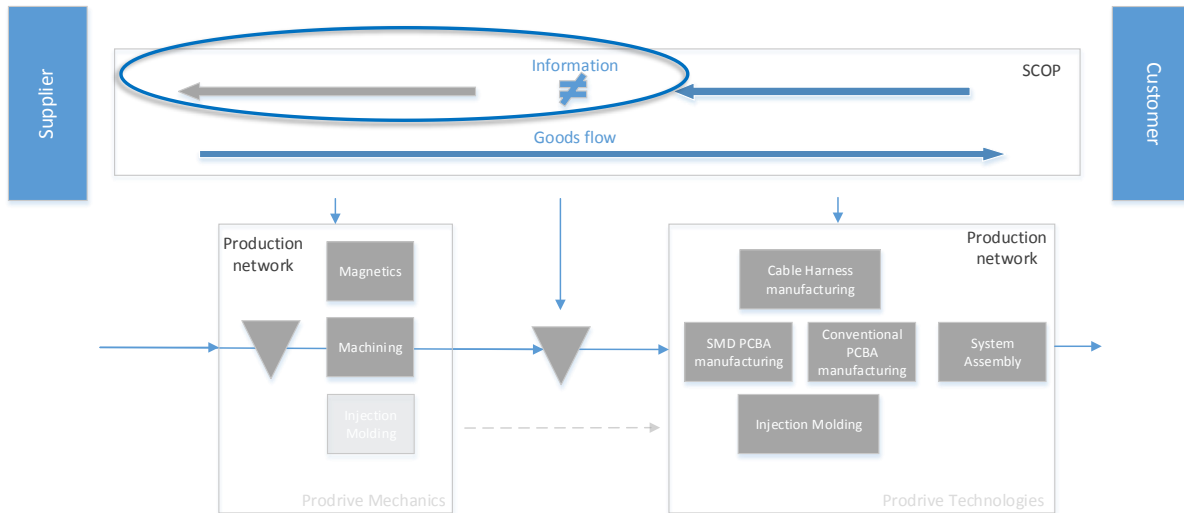 Supplier
Information
≠
SCOP
Goods flow
Customer
Production
network
Magnetics
Machining
Injection
Molding
Prodrive Mechanics
Production
network
Cable Harness
manufacturing
SMD PCBA
manufacturing
Conventional
PCBA
manufacturing
System
Assembly
Injection Molding
Prodrive Technologies